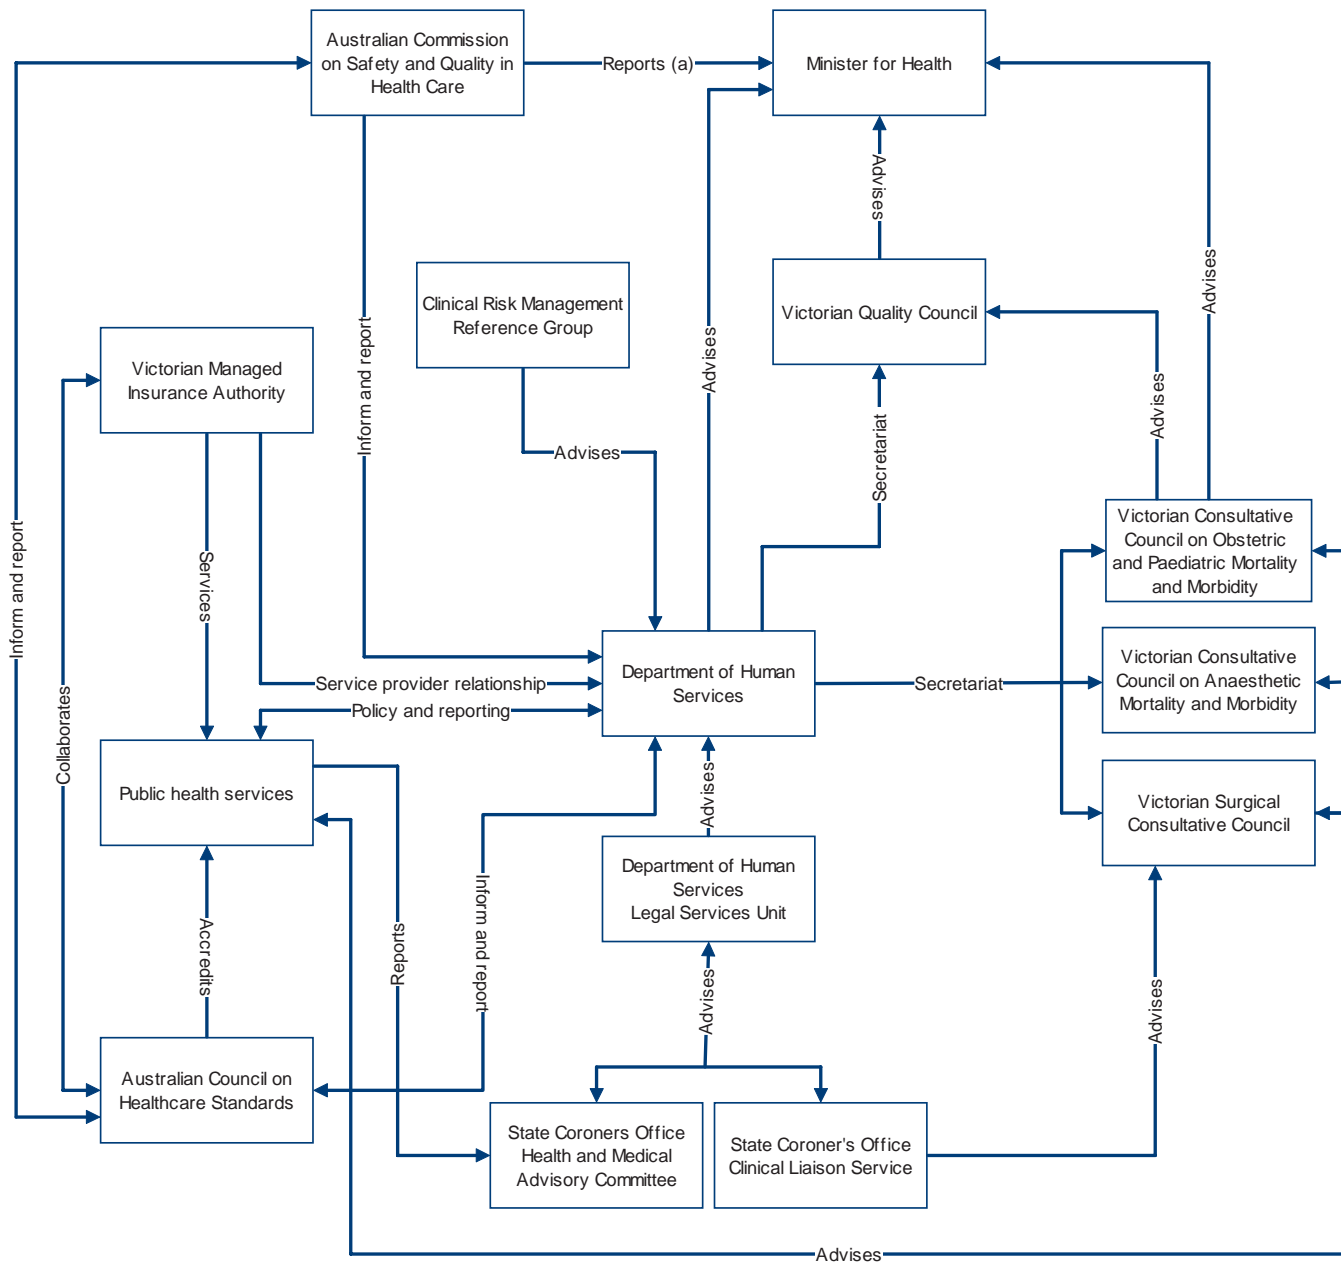 Australian Commission
on Safety and Quality in
Health Care
Reports (a)
Minister for Health
Advises
Advises
Clinical Risk Management
Reference Group
Victorian Quality Council
Advises
Inform and report
Victorian Managed
Insurance Authority
Advises
Secretariat
Advises
Inform and report
Services
Victorian Consultative
Council on Obstetric
and Paediatric Mortality
and Morbidity
Department of Human
Services
Service provider relationship
Policy and reporting
Secretariat
Victorian Consultative
Council on Anaesthetic
Mortality and Morbidity
Collaborates
Public health services
Advises
Victorian Surgical
Consultative Council
Department of Human
Services
Legal Services Unit
Accredits
Reports
Inform and report
Advises
Advises
Australian Council on
Healthcare Standards
State Coroners Office
Health and Medical
Advisory Committee
State Coroner's Office
Clinical Liaison Service
Advises